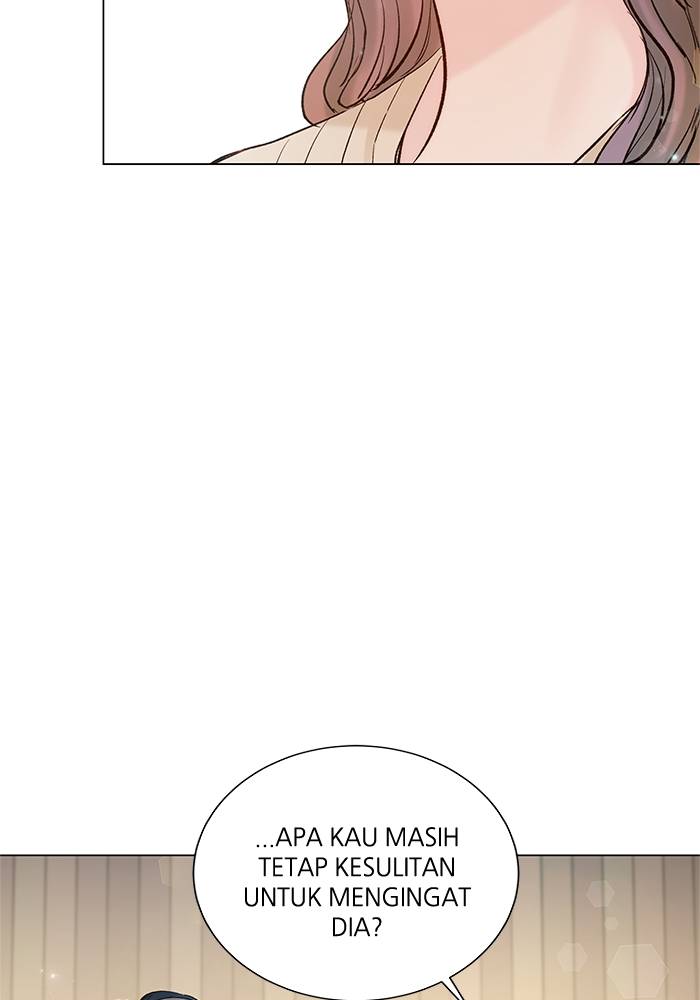 ...APA KAU MASIH
TETAP KESULITAN
UNTUK MENGINGAT
DIA?